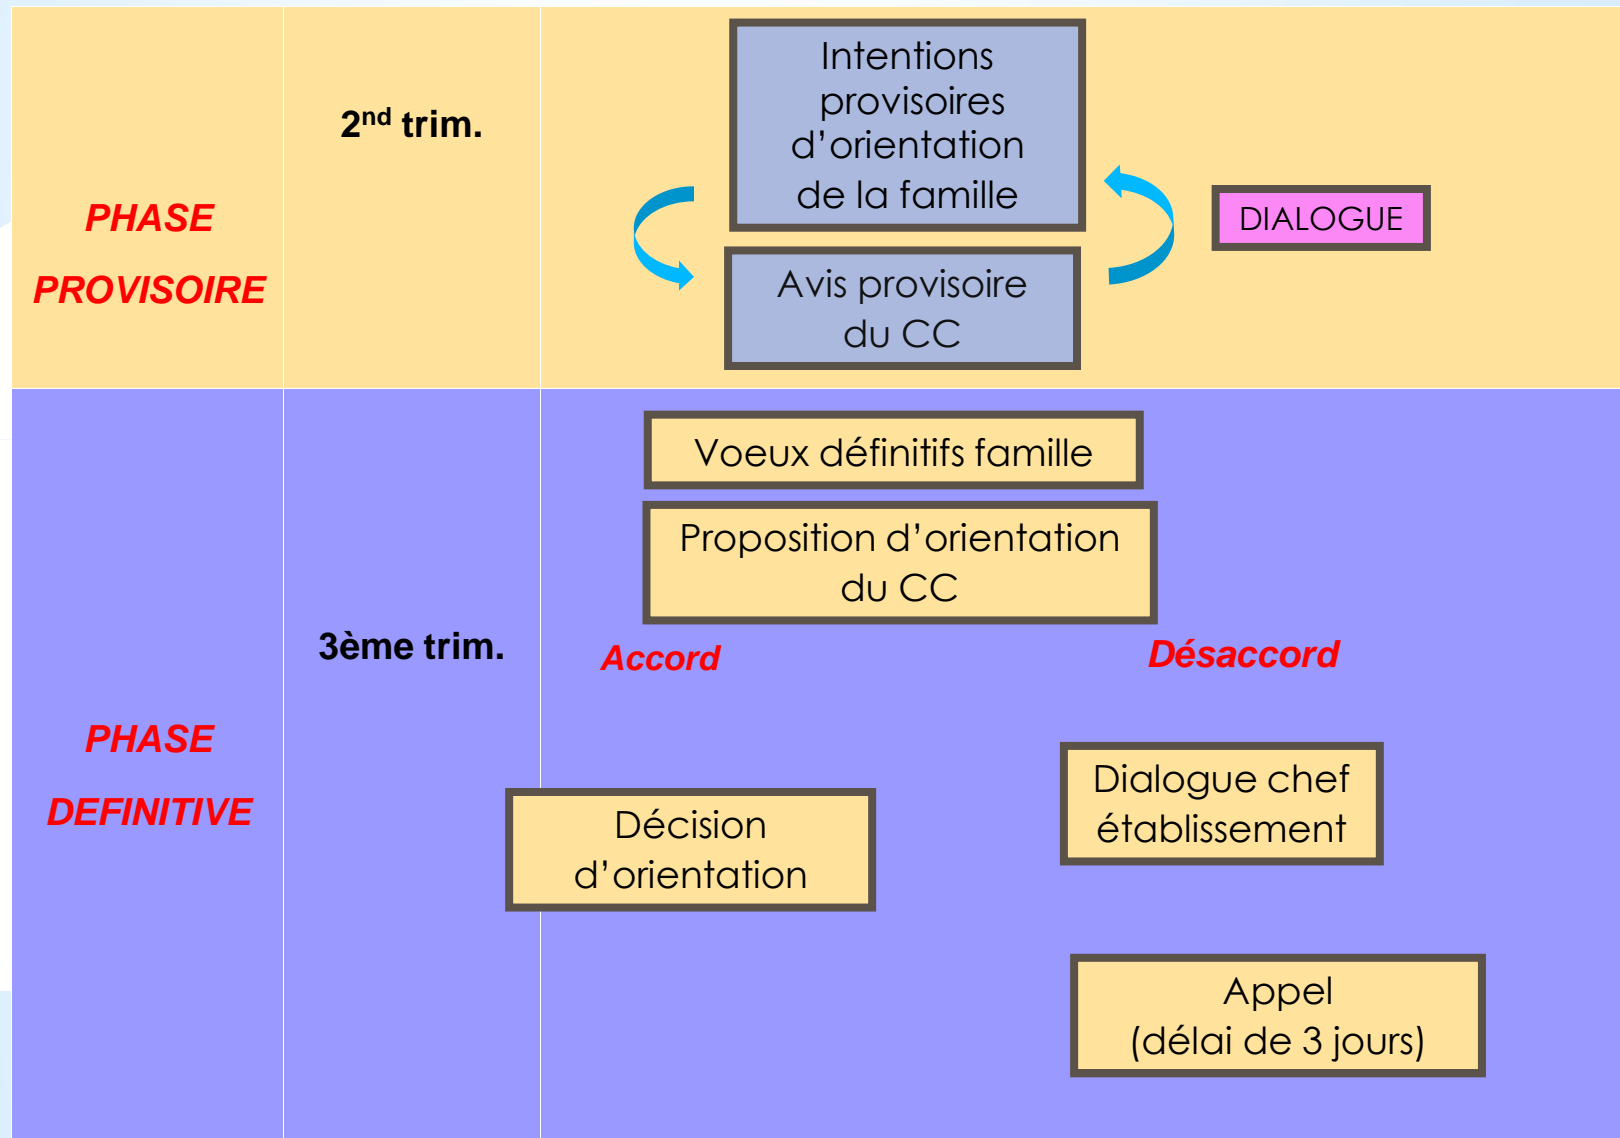 PHASE
PROVISOIRE
2nd trim.
Intentions
provisoires
d’orientation
de la famille
DIALOGUE
Avis provisoire
du CC
PHASE
DEFINITIVE
3ème trim.
Voeux définitifs famille
Proposition d’orientation
du CC
Accord
Désaccord
Décision
d’orientation
Dialogue chef
établissement
Appel
(délai de 3 jours)